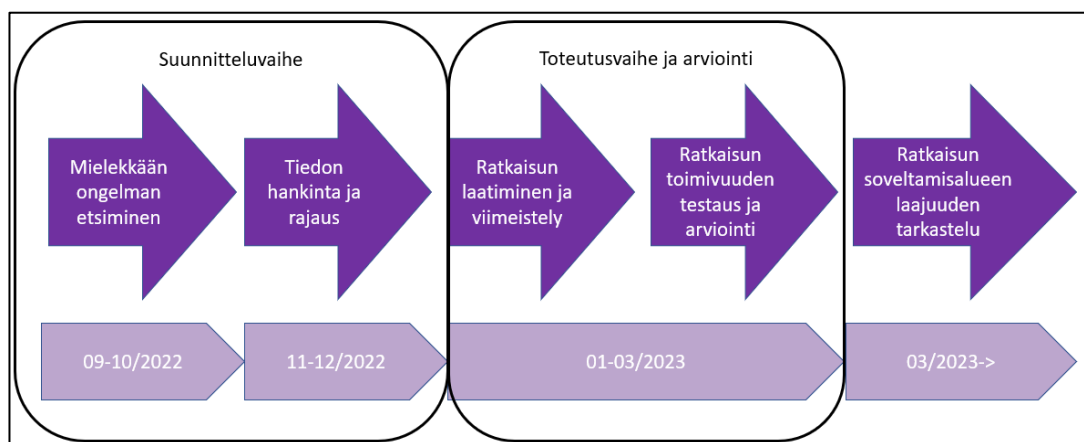 Suunnitteluvaihe
Toteutusvaihe ja arviointi
Mielekkään
ongelman
etsiminen
Tiedon
hankinta ja
rajaus
Ratkaisun
laatiminen ja
viimeistely
Ratkaisun
toimivuuden
testaus ja
arviointi
Ratkaisun
soveltamisalueen
laajuuden
tarkastelu
09-10/2022
11-12/2022
01-03/2023
03/2023->